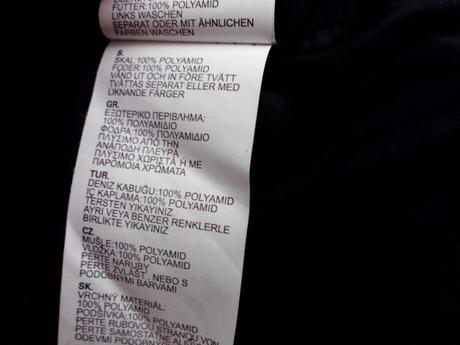 FUTTER:100% POLYAMID
LINKS WASCHEN
SEPARAT ODER MIT ÄHNLICHEN
FARBEN WASCHEN
S.
SKAL:100% POLYAMID
FODER:100% POLYAMID
VÄND UT OCH IN FÖRE TVÄTT
TVÄTTAS SEPARAT ELLER MED
LIKNANDE FÄRGER
GR.
ΕΞΩΤΕΡΙΚΟ ΠΕΡΙΒΛΗΜΑ:
100% ΠΟΛΥΑΜΙΔΙΟ
ΦΟΔΡΑ:100% ΠΟΛΥΑΜΙΔΙΟ
ΠΛΥΣΙΜΟ ΑΠΟ ΤΗΝ
ΑΝΑΠΟΔΗ ΠΛΕΥΡΑ
ΠΛΥΣΙΜΟ ΧΩΡΙΣΤΑ Ή ΜΕ
ΠΑΡΟΜΟΙΑ ΧΡΩΜΑΤΑ
TUR.
DENIZ KABUĞU:100% POLYAMID
IÇ KAPLAMA:100% POLYAMID
TERSTEN YIKAYINIZ
AYRI VEYA BENZER RENKLERLE
BIRLIKTE YIKAYINIZ
CZ.
MUŠLE:100% POLYAMID
VLOŽKA:100% POLYAMID
PERTE NARUBY
PERTE ZVLÁŠŤ, NEBO S
PODOBNÝMI BARVAMI
SK.
VRCHNÝ MATERIÁL:
100% POLYAMID
PODŠÍVKA:100% POLYAMID
PERTE RUBOVOU STRANOU VON
PERTE SAMOSTATNE ALEBO
ODEVMI PODOBNÝ